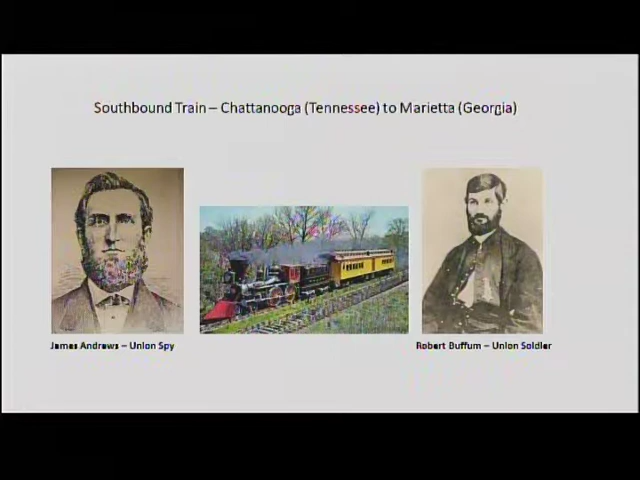 Southbound Train – Chattanooga (Tennessee) to Marietta (Georgia)
James Andrews – Union Spy
Robert Buffum – Union Soldier